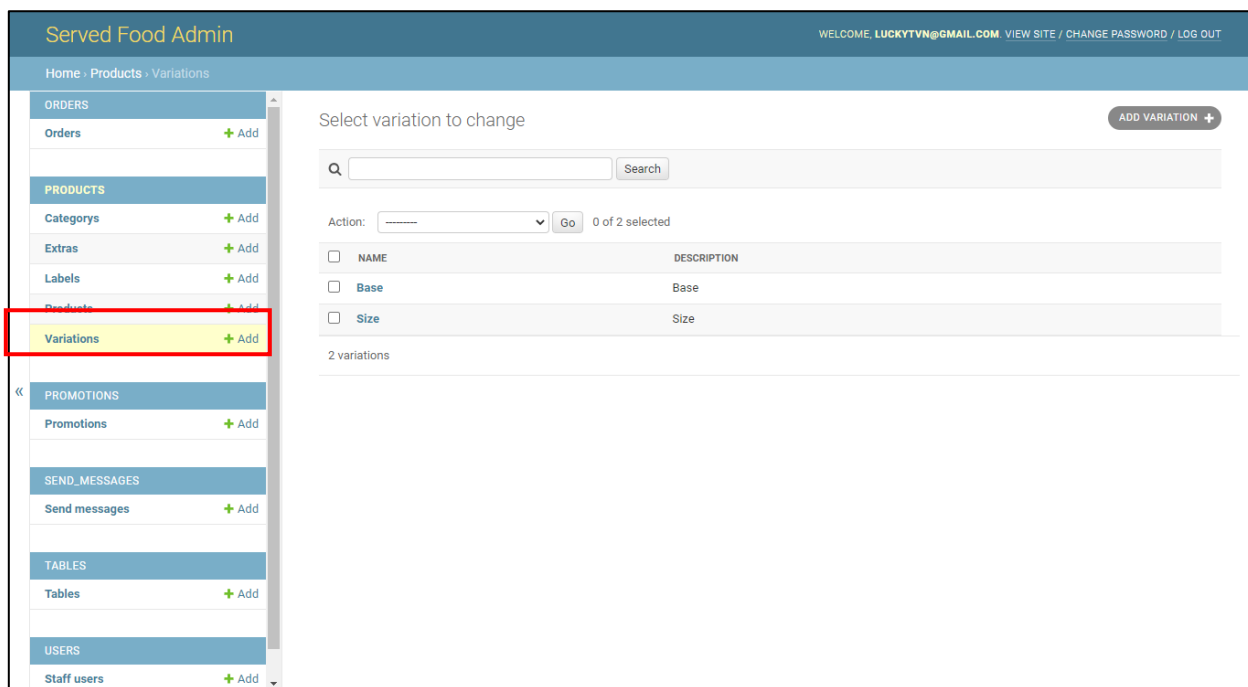 Served Food Admin
WELCOME, LUCKYTVN@GMAIL.COM. VIEW SITE / CHANGE PASSWORD / LOG OUT
Home › Products › Variations
ORDERS
Orders + Add
PRODUCTS
Categorys + Add
Extras + Add
Labels + Add
Products + Add
Variations + Add
«
PROMOTIONS
Promotions + Add
SEND_MESSAGES
Send messages + Add
TABLES
Tables + Add
USERS
Staff users + Add
Select variation to change
ADD VARIATION +
Search
Action: --------- Go 0 of 2 selected
NAME DESCRIPTION
Base Base
Size Size
2 variations